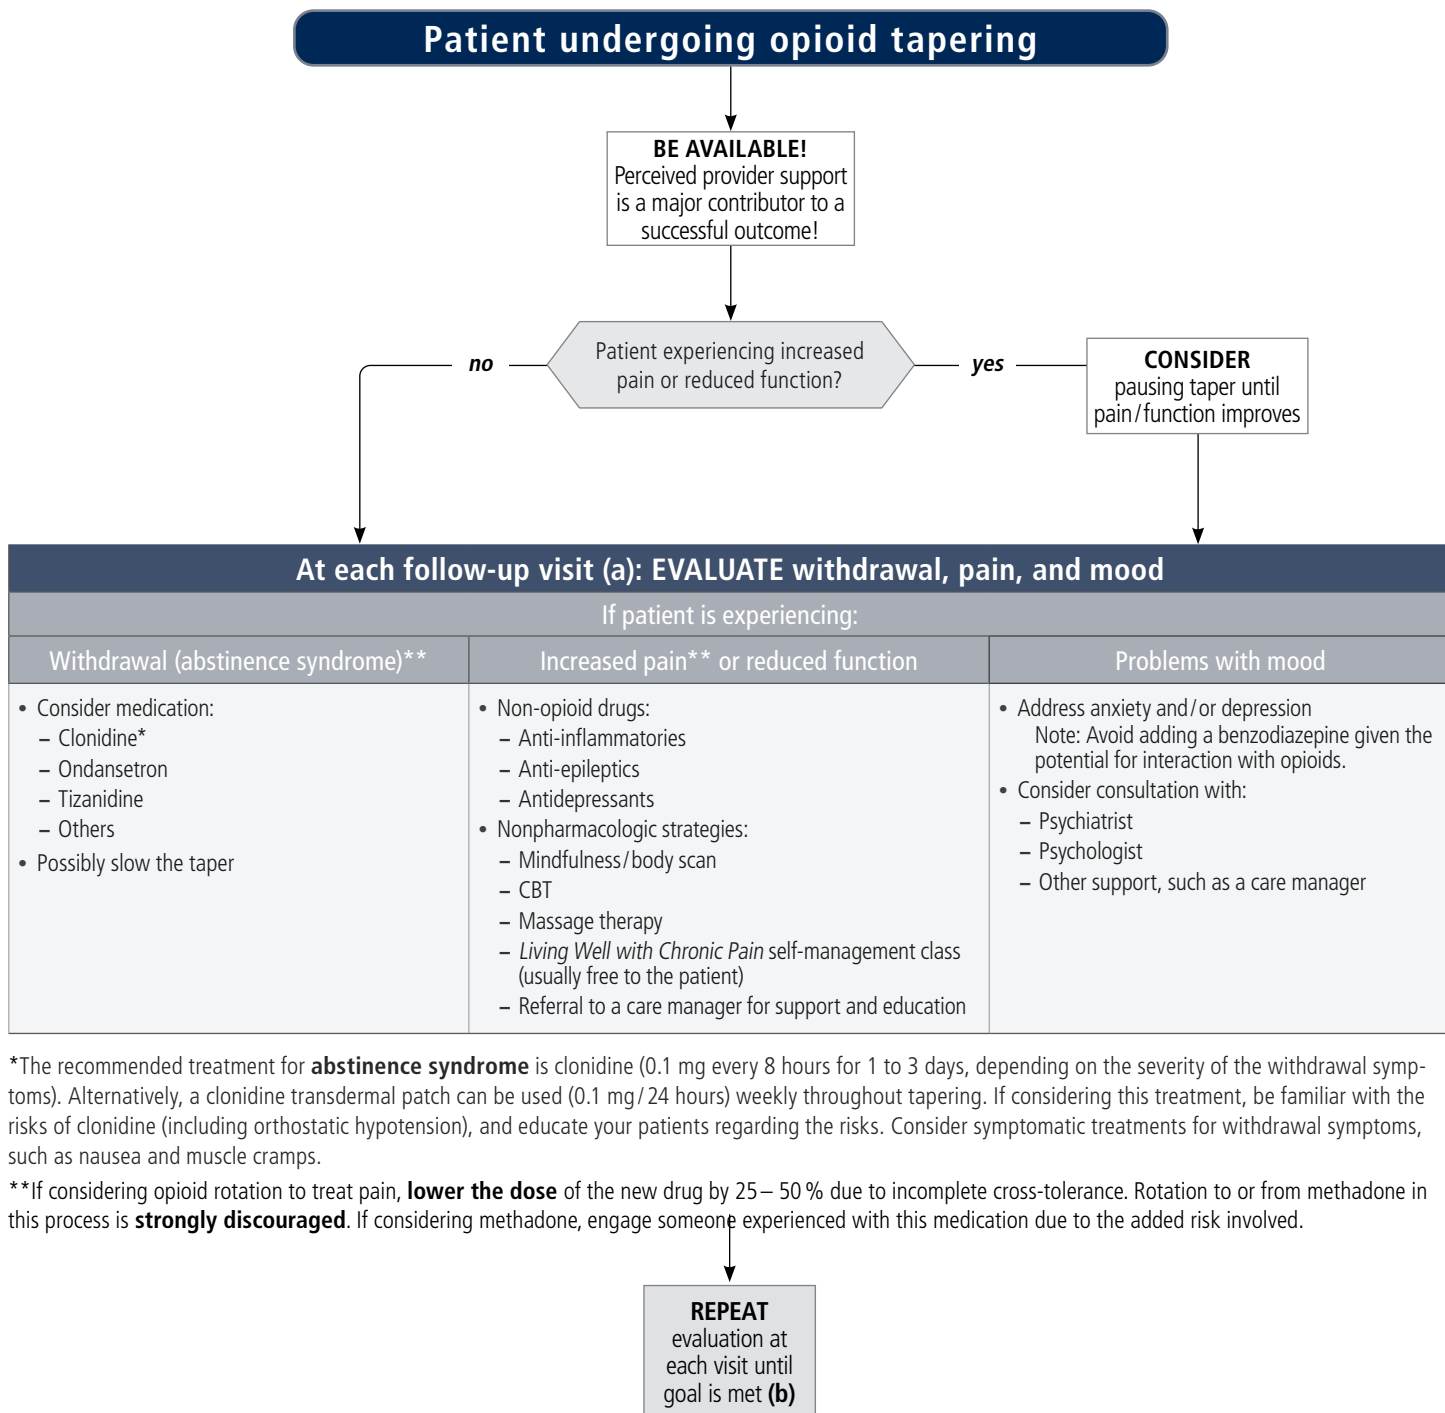 Patient undergoing opioid tapering
BE AVAILABLE!
Perceived provider support
is a major contributor to a
successful outcome!
Patient experiencing increased
pain or reduced function?
no
yes
CONSIDER
pausing taper until
pain/function improves
At each follow-up visit (a): EVALUATE withdrawal, pain, and mood
If patient is experiencing:
Withdrawal (abstinence syndrome)**
• Consider medication:
– Clonidine*
– Ondansetron
– Tizanidine
– Others
• Possibly slow the taper
Increased pain** or reduced function
• Non-opioid drugs:
– Anti-inflammatories
– Anti-epileptics
– Antidepressants
• Nonpharmacologic strategies:
– Mindfulness/body scan
– CBT
– Massage therapy
– Living Well with Chronic Pain self-management class
(usually free to the patient)
– Referral to a care manager for support and education
Problems with mood
• Address anxiety and/or depression
Note: Avoid adding a benzodiazepine given the
potential for interaction with opioids.
• Consider consultation with:
– Psychiatrist
– Psychologist
– Other support, such as a care manager
*The recommended treatment for abstinence syndrome is clonidine (0.1 mg every 8 hours for 1 to 3 days, depending on the severity of the withdrawal symp-
toms). Alternatively, a clonidine transdermal patch can be used (0.1 mg/24 hours) weekly throughout tapering. If considering this treatment, be familiar with the
risks of clonidine (including orthostatic hypotension), and educate your patients regarding the risks. Consider symptomatic treatments for withdrawal symptoms,
such as nausea and muscle cramps.
**If considering opioid rotation to treat pain, lower the dose of the new drug by 25–50% due to incomplete cross-tolerance. Rotation to or from methadone in
this process is strongly discouraged. If considering methadone, engage someone experienced with this medication due to the added risk involved.
REPEAT
evaluation at
each visit until
goal is met (b)